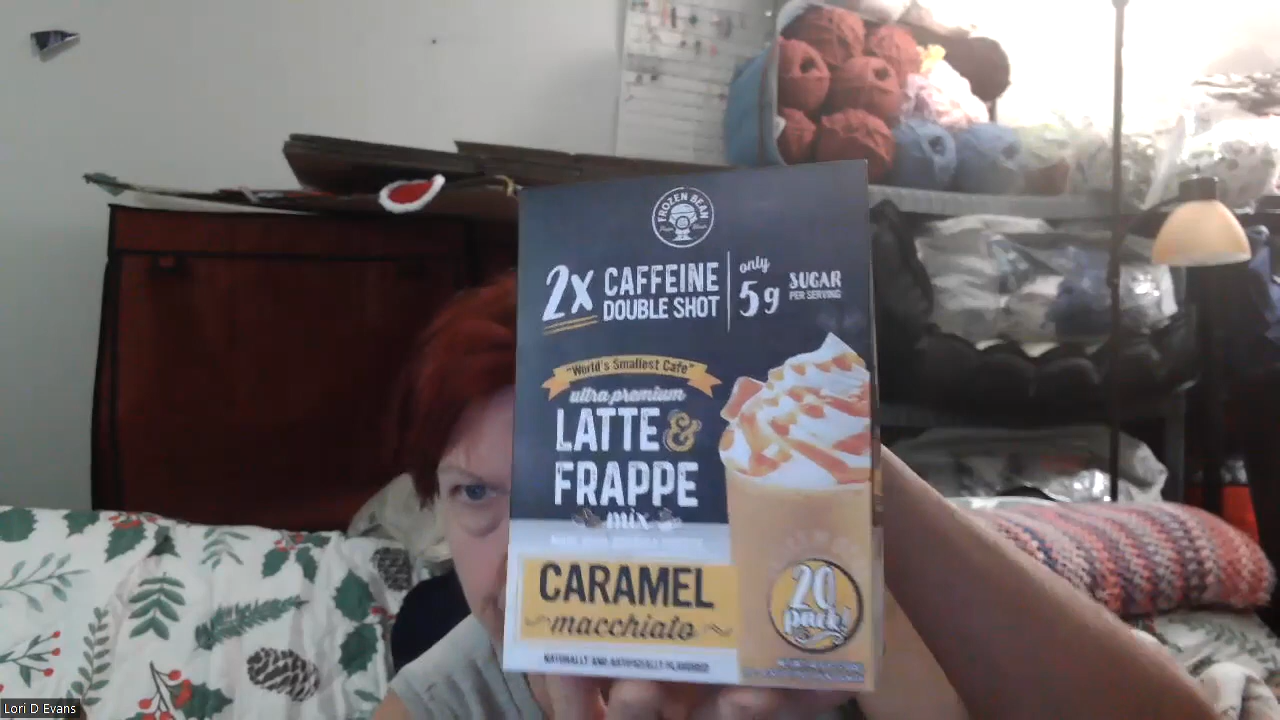 FROZEN BEAN
2x CAFFEINE DOUBLE SHOT
only 5g SUGAR PER SERVING
"World's Smallest Cafe"
ultra premium
LATTE &
FRAPPE
mix
CARAMEL
macchiato
20 pack!
NATURALLY AND ARTIFICIALLY FLAVORED
Lori D Evans